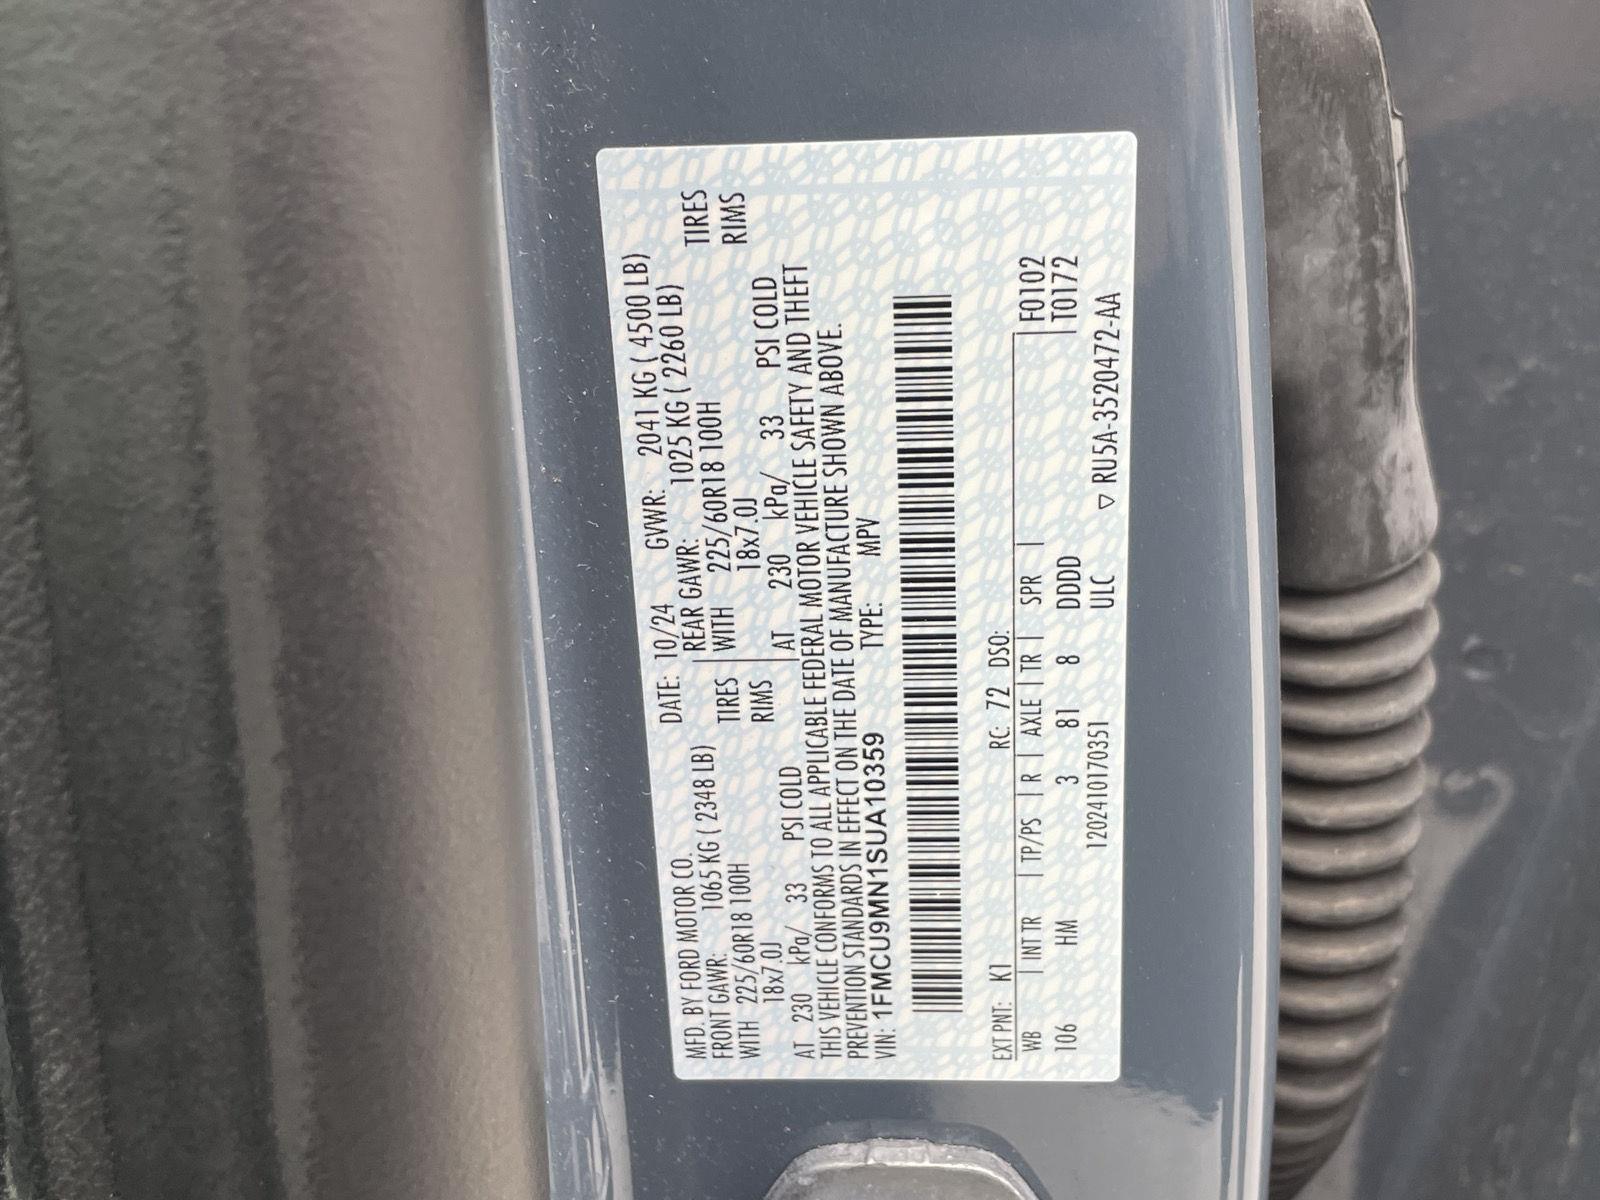 MFD. BY FORD MOTOR CO. DATE: 10/24 GVWR: 2041 KG ( 4500 LB)
FRONT GAWR: 1065 KG ( 2348 LB) REAR GAWR: 1025 KG ( 2260 LB)
WITH 225/60R18 100H TIRES WITH 225/60R18 100H TIRES
18x7.0J RIMS 18x7.0J RIMS
AT 230 kPa/ 33 PSI COLD AT 230 kPa/ 33 PSI COLD
THIS VEHICLE CONFORMS TO ALL APPLICABLE FEDERAL MOTOR VEHICLE SAFETY AND THEFT
PREVENTION STANDARDS IN EFFECT ON THE DATE OF MANUFACTURE SHOWN ABOVE.
VIN: 1FMCU9MN1SUA10359 TYPE: MPV
EXT PNT: K1 RC: 72 DSO:
WB | INT TR | TP/PS | R | AXLE | TR | SPR | F0102
106 HM 3 81 8 DDDD T0172
120241017035​1 ULC ▽ RU5A-3520472-AA